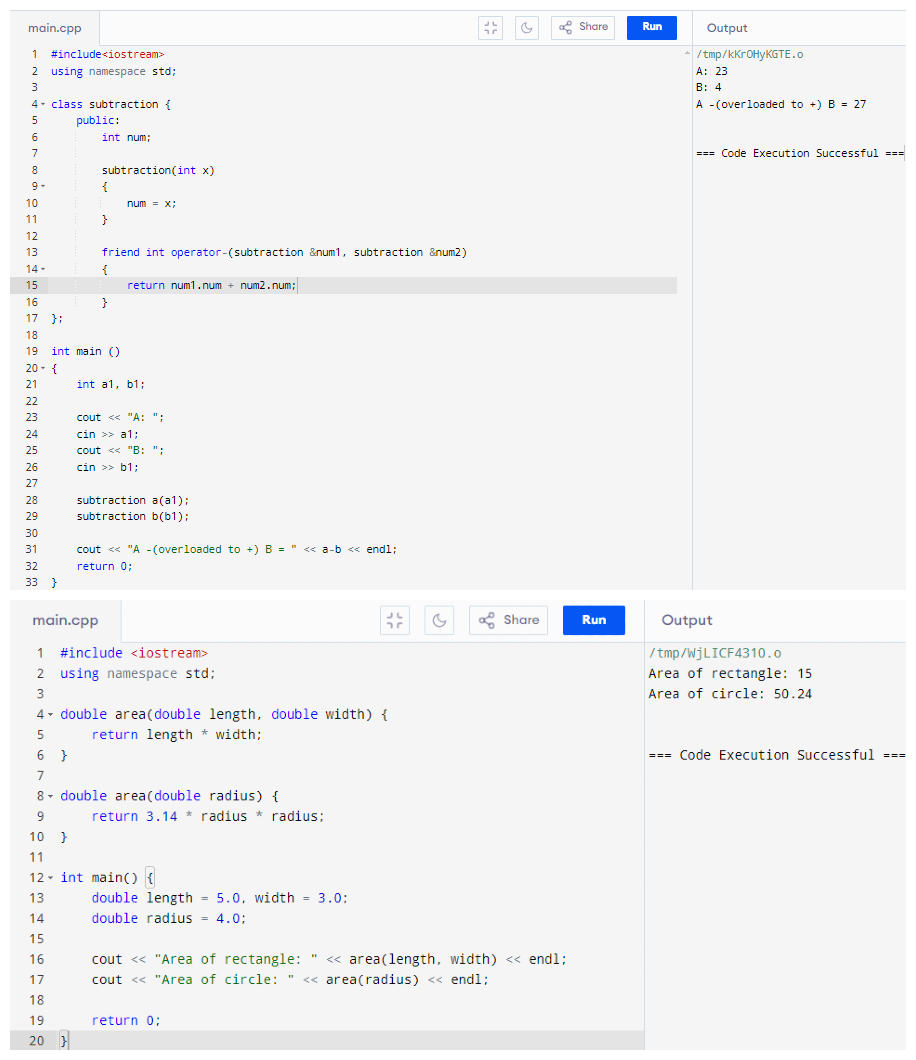 main.cpp Share Run Output
1 #include<iostream>
2 using namespace std;
3
4 class subtraction {
5     public:
6         int num;
7
8         subtraction(int x)
9         {
10             num = x;
11         }
12
13         friend int operator-(subtraction &num1, subtraction &num2)
14         {
15             return num1.num + num2.num;
16         }
17 };
18
19 int main ()
20 {
21     int a1, b1;
22
23     cout << "A: ";
24     cin >> a1;
25     cout << "B: ";
26     cin >> b1;
27
28     subtraction a(a1);
29     subtraction b(b1);
30
31     cout << "A -(overloaded to +) B = " << a-b << endl;
32     return 0;
33 }
/tmp/kKrOHyKGTE.o
A: 23
B: 4
A -(overloaded to +) B = 27
=== Code Execution Successful ===
main.cpp Share Run Output
1 #include <iostream>
2 using namespace std;
3
4 double area(double length, double width) {
5     return length * width;
6 }
7
8 double area(double radius) {
9     return 3.14 * radius * radius;
10 }
11
12 int main() {
13     double length = 5.0, width = 3.0;
14     double radius = 4.0;
15
16     cout << "Area of rectangle: " << area(length, width) << endl;
17     cout << "Area of circle: " << area(radius) << endl;
18
19     return 0;
20 }
/tmp/WjLICF4310.o
Area of rectangle: 15
Area of circle: 50.24
=== Code Execution Successful ===